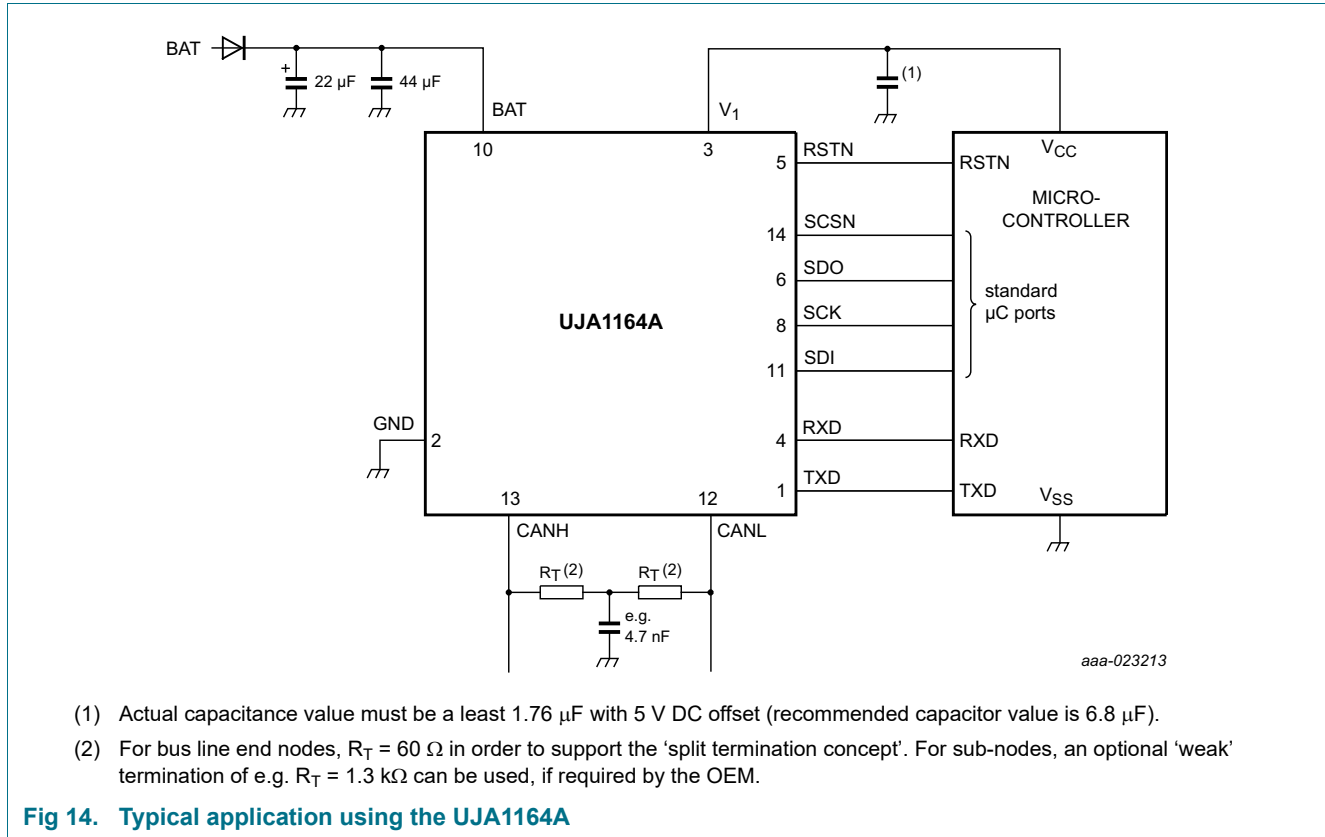 BAT
+
22 µF
44 µF
(1)
BAT
V1
10
3
VCC
5
RSTN
RSTN
MICRO-
CONTROLLER
14
SCSN
6
SDO
standard
µC ports
UJA1164A
8
SCK
11
SDI
GND
2
4
RXD
RXD
1
TXD
TXD
VSS
13
12
CANH
CANL
RT(2)
RT(2)
e.g.
4.7 nF
aaa-023213
(1) Actual capacitance value must be a least 1.76 µF with 5 V DC offset (recommended capacitor value is 6.8 µF).
(2) For bus line end nodes, RT = 60 Ω in order to support the ‘split termination concept’. For sub-nodes, an optional ‘weak’
termination of e.g. RT = 1.3 kΩ can be used, if required by the OEM.
Fig 14. Typical application using the UJA1164A